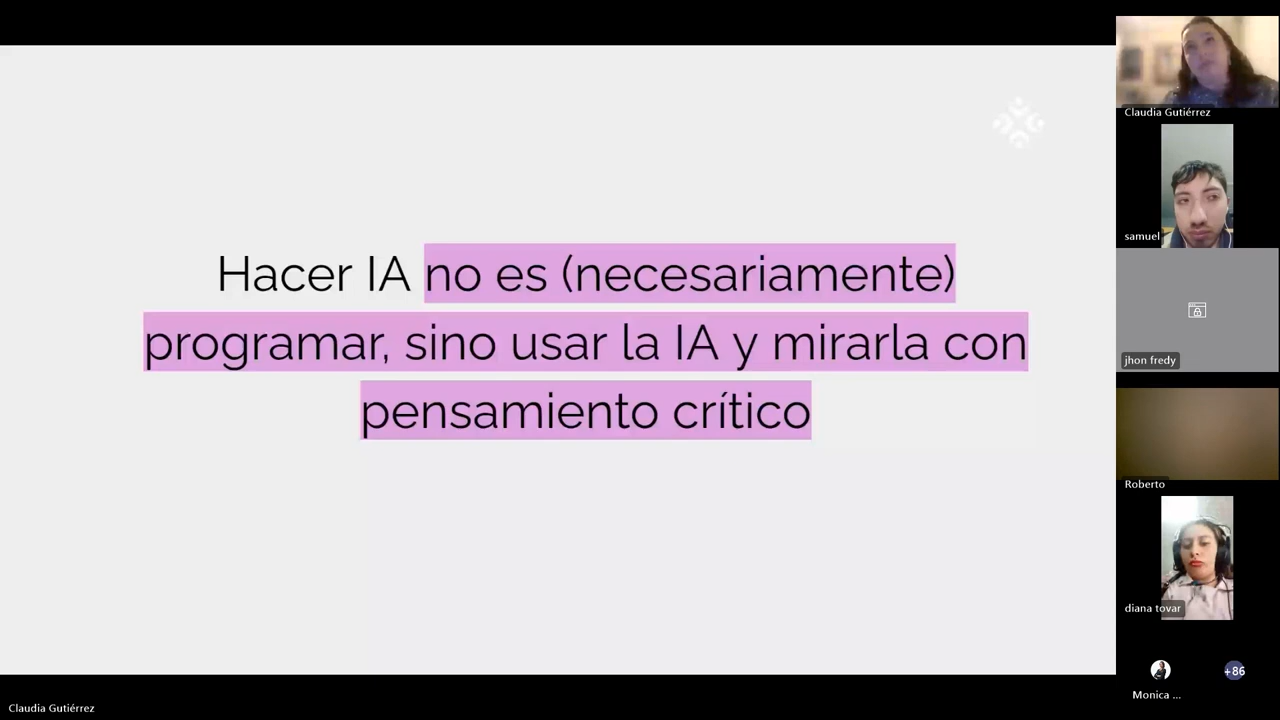 Hacer IA no es (necesariamente)
programar, sino usar la IA y mirarla con
pensamiento crítico
Claudia Gutiérrez
samuel
jhon fredy
Roberto
diana tovar
+86
Monica ...
Claudia Gutiérrez